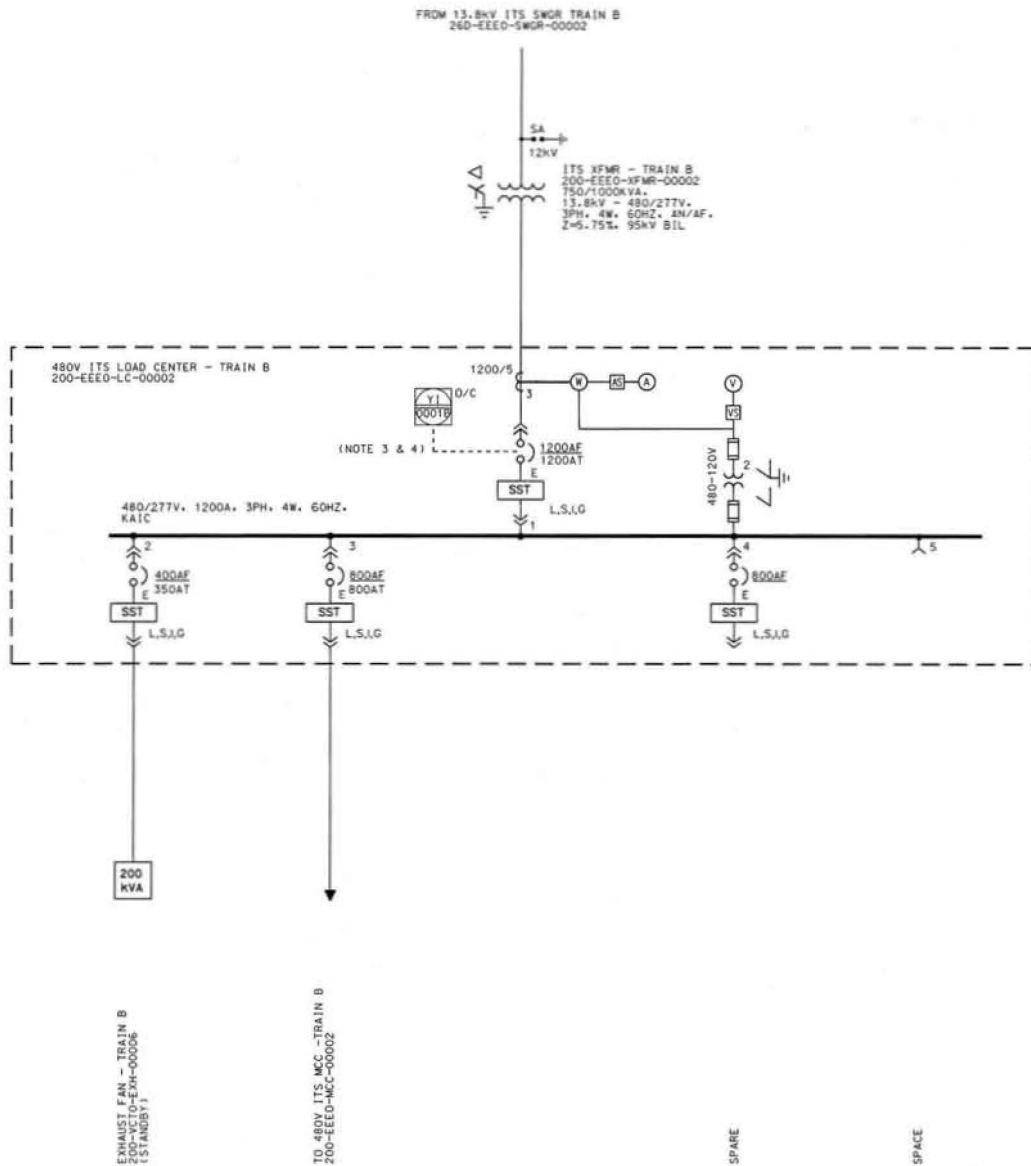 FROM 13.8kV ITS SWGR TRAIN B
26D-EEE0-SWGR-00002
SA
12kV
ITS XFMR - TRAIN B
200-EEE0-XFMR-00002
750/1000KVA.
13.8kV - 480/277V.
3PH. 4W. 60HZ. AN/AF.
Z=5.75%. 95kV BIL
480V ITS LOAD CENTER - TRAIN B
200-EEE0-LC-00002
1200/5
3
W
AS
A
V
VS
YI
0001B
O/C
(NOTE 3 & 4)
1200AF
1200AT
E
SST
L,S,I,G
1
480-120V
2
480/277V. 1200A. 3PH. 4W. 60HZ.
KAIC
2
400AF
350AT
E
SST
L,S,I,G
3
800AF
800AT
E
SST
L,S,I,G
4
800AF
E
SST
L,S,I,G
5
200
KVA
EXHAUST FAN - TRAIN B
200-VCT0-EXH-00006
(STANDBY)
TO 480V ITS MCC -TRAIN B
200-EEE0-MCC-00002
SPARE
SPACE